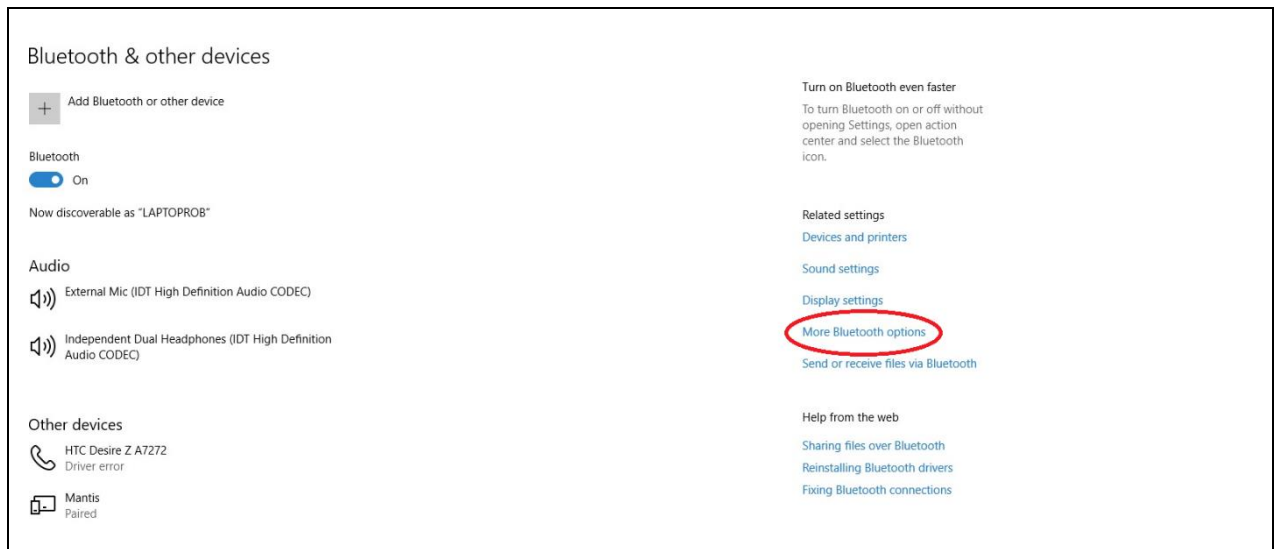 Bluetooth & other devices
Add Bluetooth or other device
Bluetooth
On
Now discoverable as “LAPTOPROB”
Audio
External Mic (IDT High Definition Audio CODEC)
Independent Dual Headphones (IDT High Definition
Audio CODEC)
Other devices
HTC Desire Z A7272
Driver error
Mantis
Paired
Turn on Bluetooth even faster
To turn Bluetooth on or off without
opening Settings, open action
center and select the Bluetooth
icon.
Related settings
Devices and printers
Sound settings
Display settings
More Bluetooth options
Send or receive files via Bluetooth
Help from the web
Sharing files over Bluetooth
Reinstalling Bluetooth drivers
Fixing Bluetooth connections